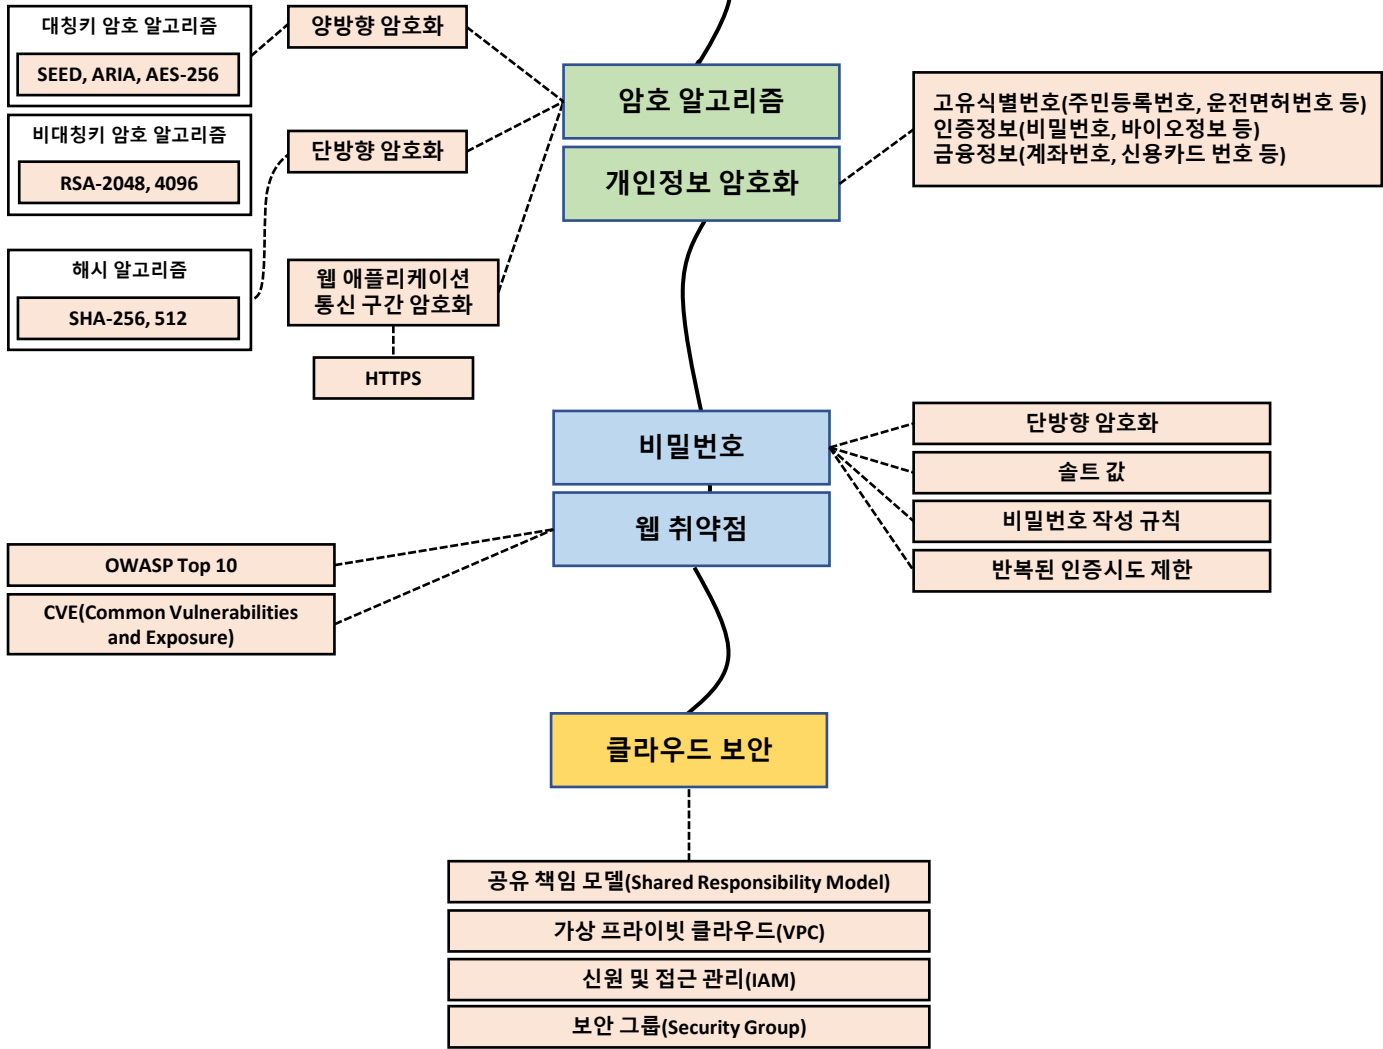 대칭키 암호 알고리즘
SEED, ARIA, AES-256
비대칭키 암호 알고리즘
RSA-2048, 4096
해시 알고리즘
SHA-256, 512
양방향 암호화
단방향 암호화
웹 애플리케이션
통신 구간 암호화
HTTPS
암호 알고리즘
개인정보 암호화
고유식별번호(주민등록번호, 운전면허번호 등)
인증정보(비밀번호, 바이오정보 등)
금융정보(계좌번호, 신용카드 번호 등)
비밀번호
웹 취약점
단방향 암호화
솔트 값
비밀번호 작성 규칙
반복된 인증시도 제한
OWASP Top 10
CVE(Common Vulnerabilities
and Exposure)
클라우드 보안
공유 책임 모델(Shared Responsibility Model)
가상 프라이빗 클라우드(VPC)
신원 및 접근 관리(IAM)
보안 그룹(Security Group)